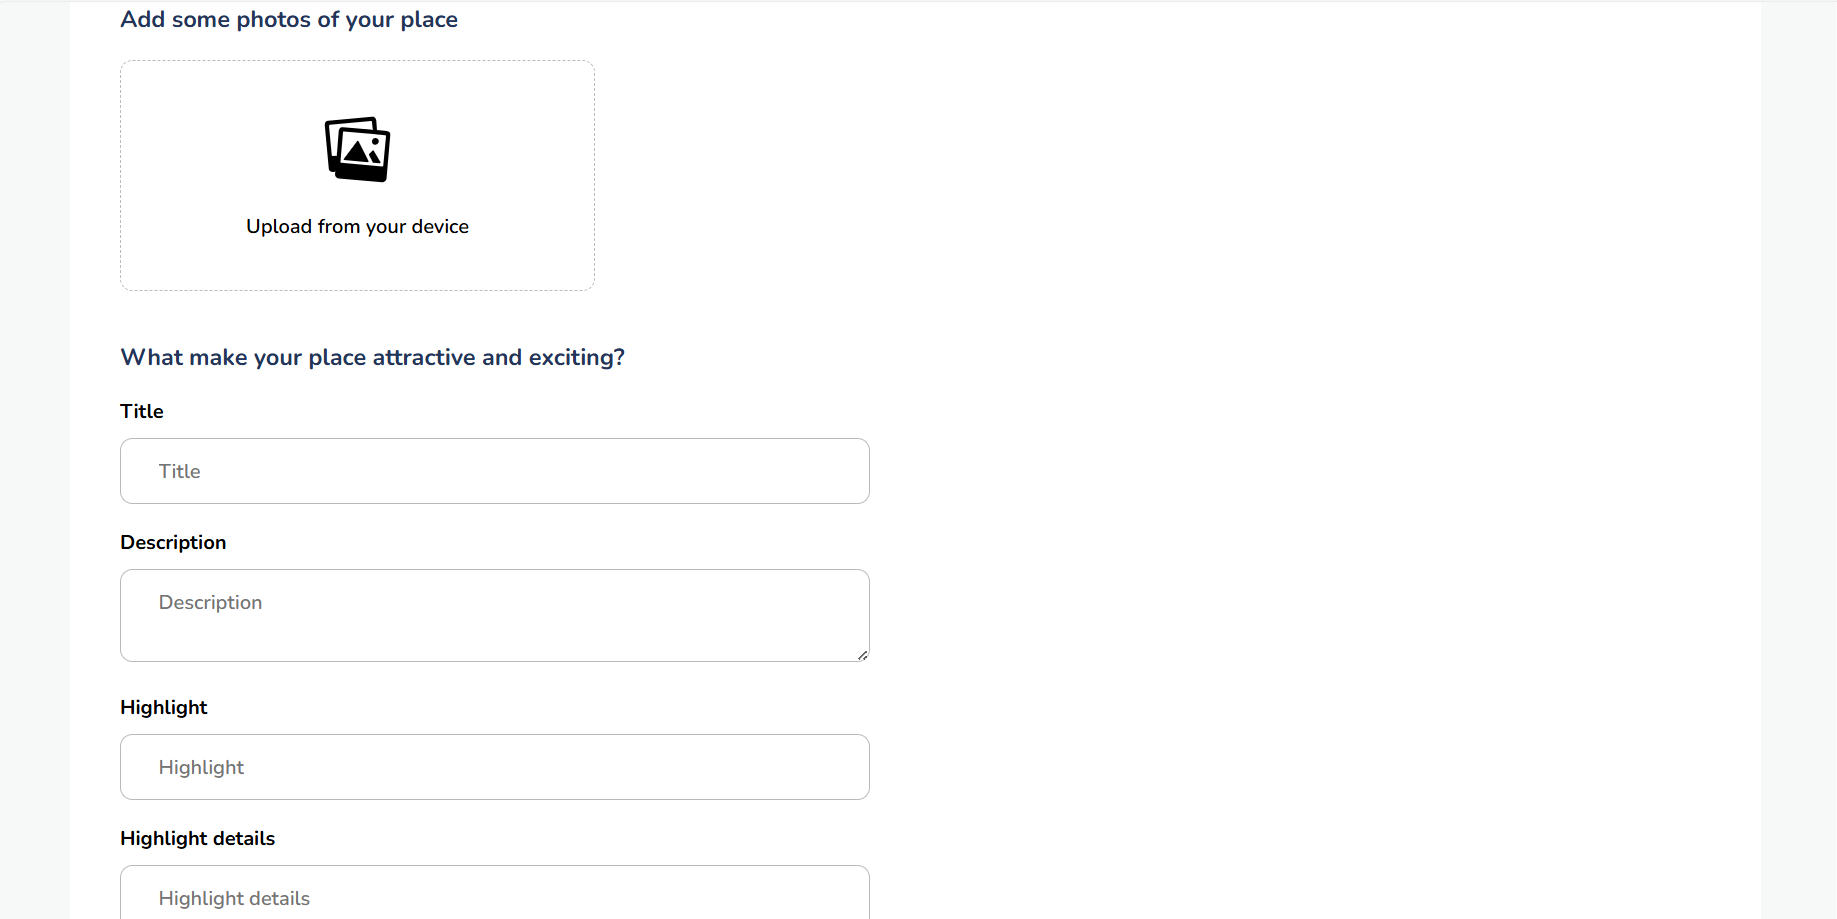 Add some photos of your place
Upload from your device
What make your place attractive and exciting?
Title
Title
Description
Description
Highlight
Highlight
Highlight details
Highlight details